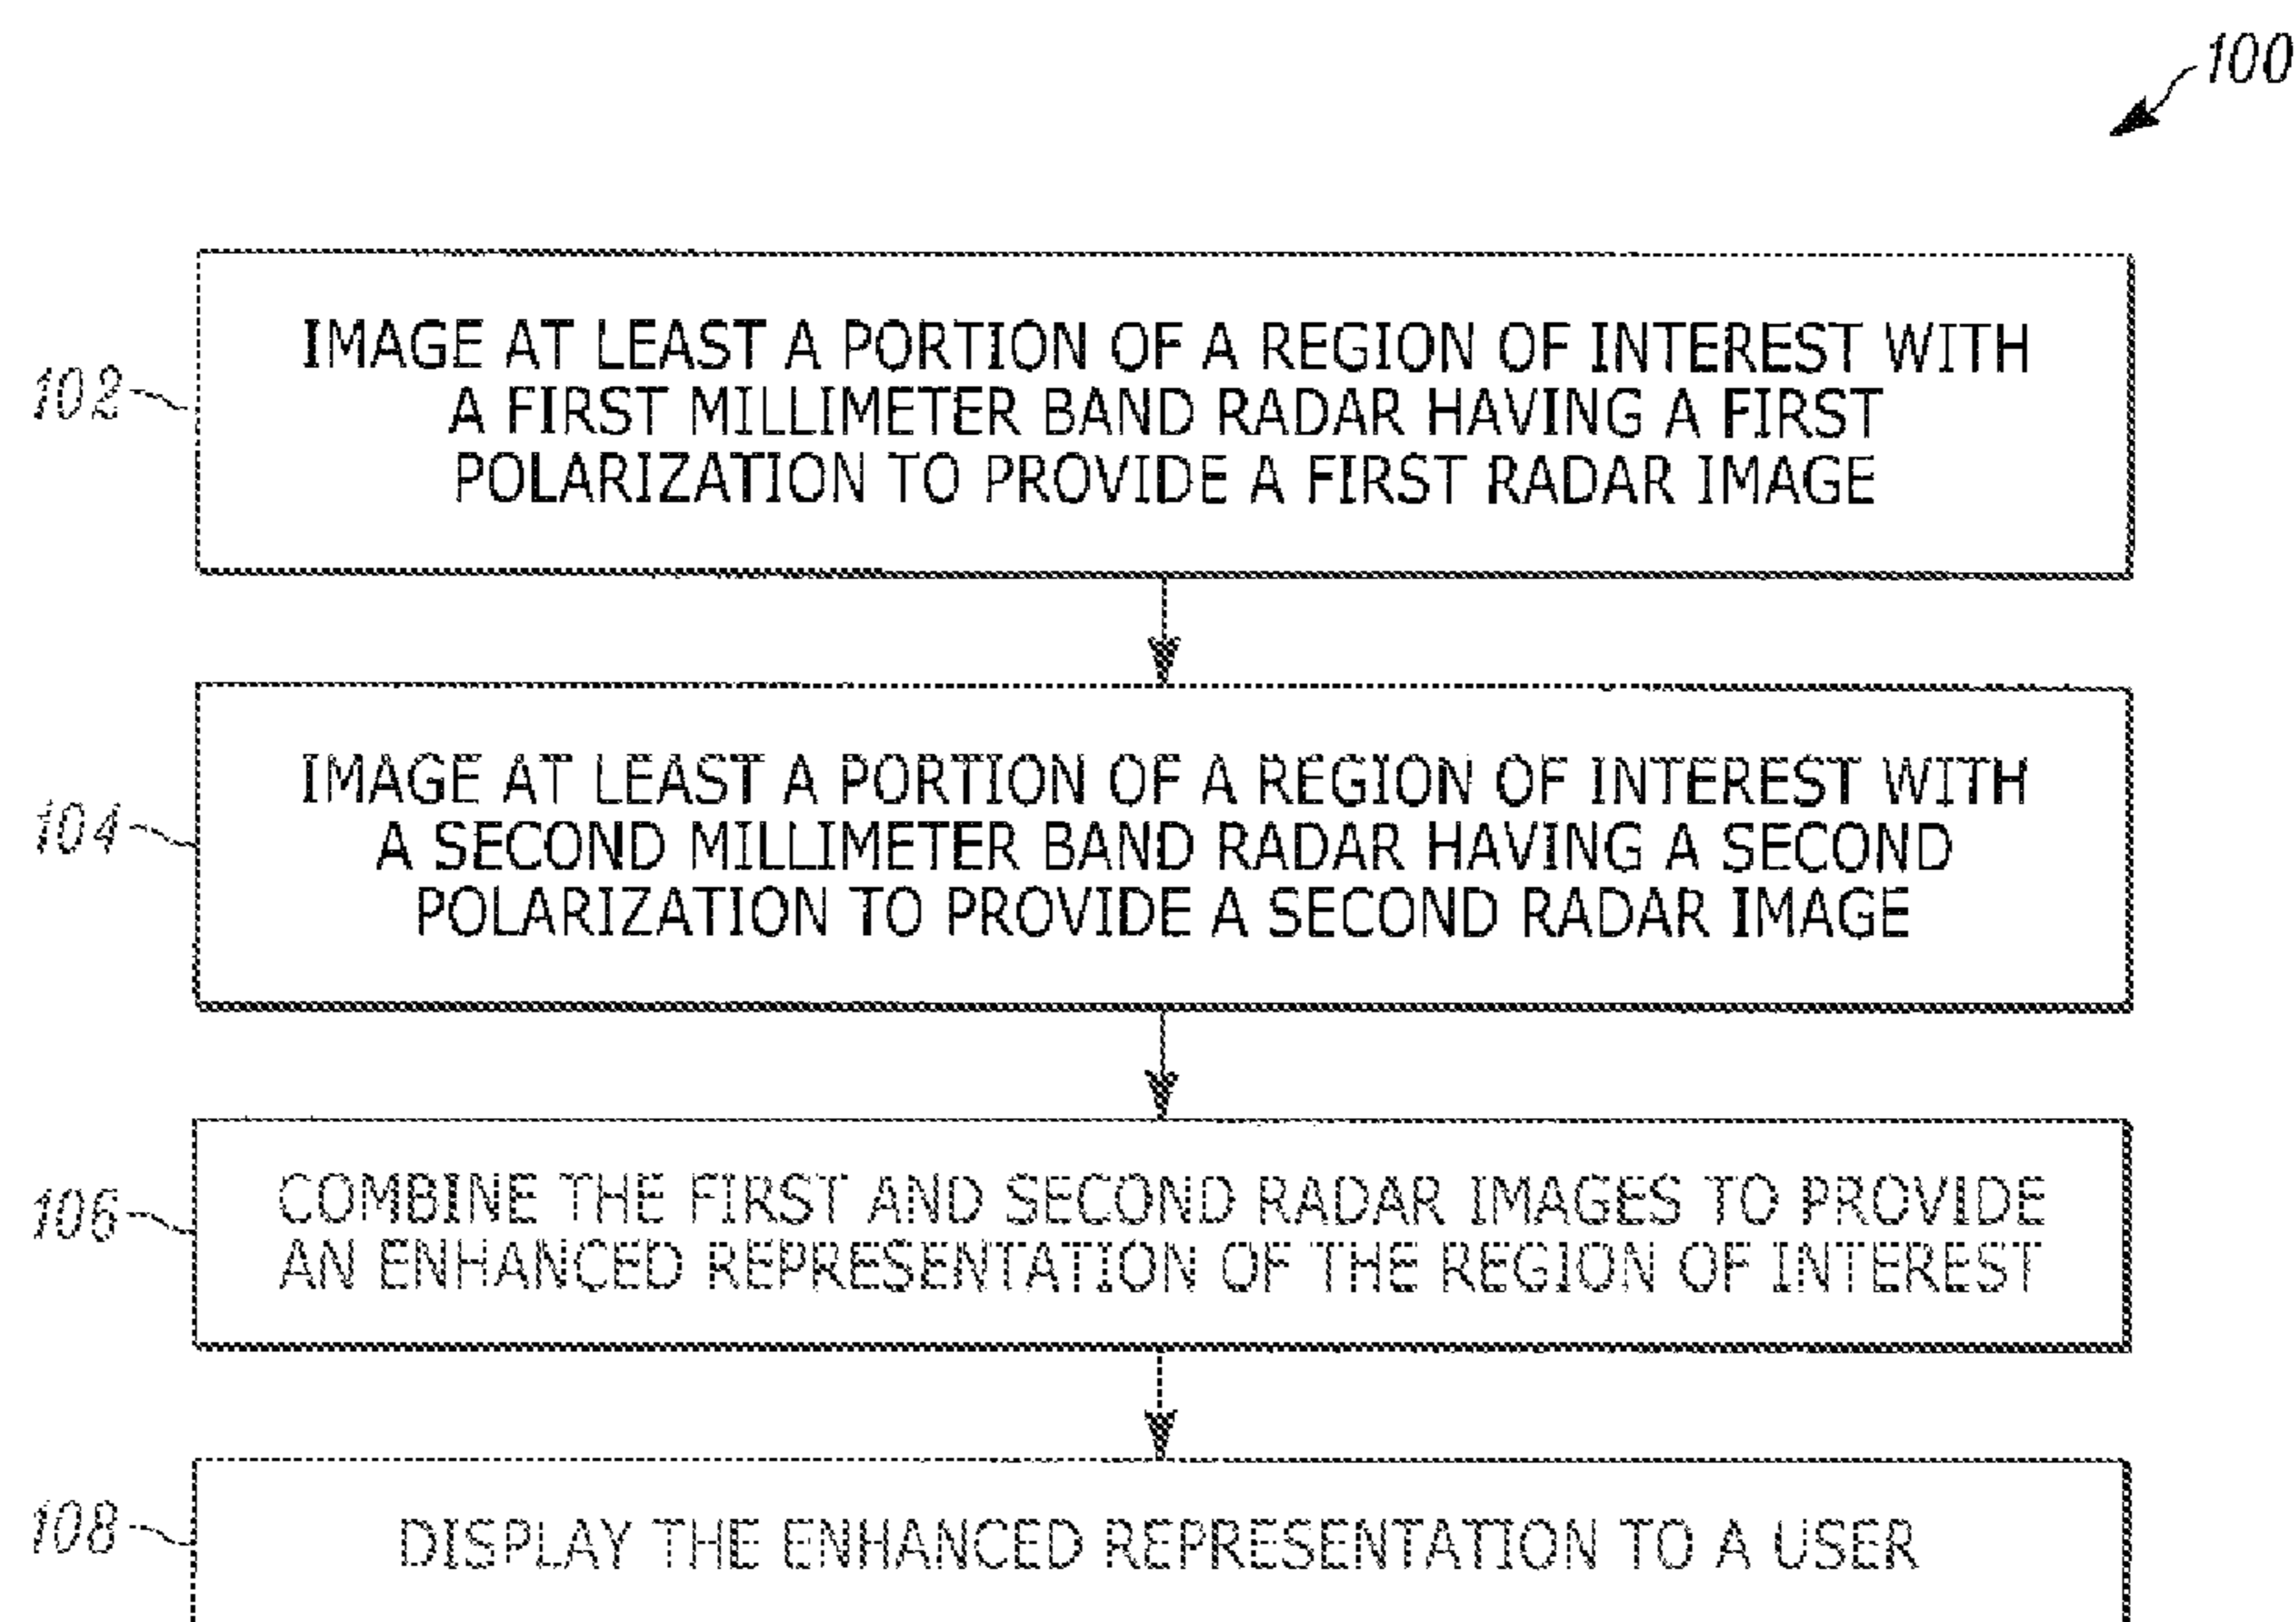 100
102
IMAGE AT LEAST A PORTION OF A REGION OF INTEREST WITH
A FIRST MILLIMETER BAND RADAR HAVING A FIRST
POLARIZATION TO PROVIDE A FIRST RADAR IMAGE
104
IMAGE AT LEAST A PORTION OF A REGION OF INTEREST WITH
A SECOND MILLIMETER BAND RADAR HAVING A SECOND
POLARIZATION TO PROVIDE A SECOND RADAR IMAGE
106
COMBINE THE FIRST AND SECOND RADAR IMAGES TO PROVIDE
AN ENHANCED REPRESENTATION OF THE REGION OF INTEREST
108
DISPLAY THE ENHANCED REPRESENTATION TO A USER